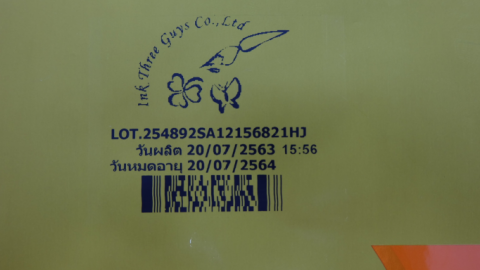 Ink Three Guys Co.,Ltd
LOT.254892SA12156821HJ
วันผลิต 20/07/2563 15:56
วันหมดอายุ 20/07/2564